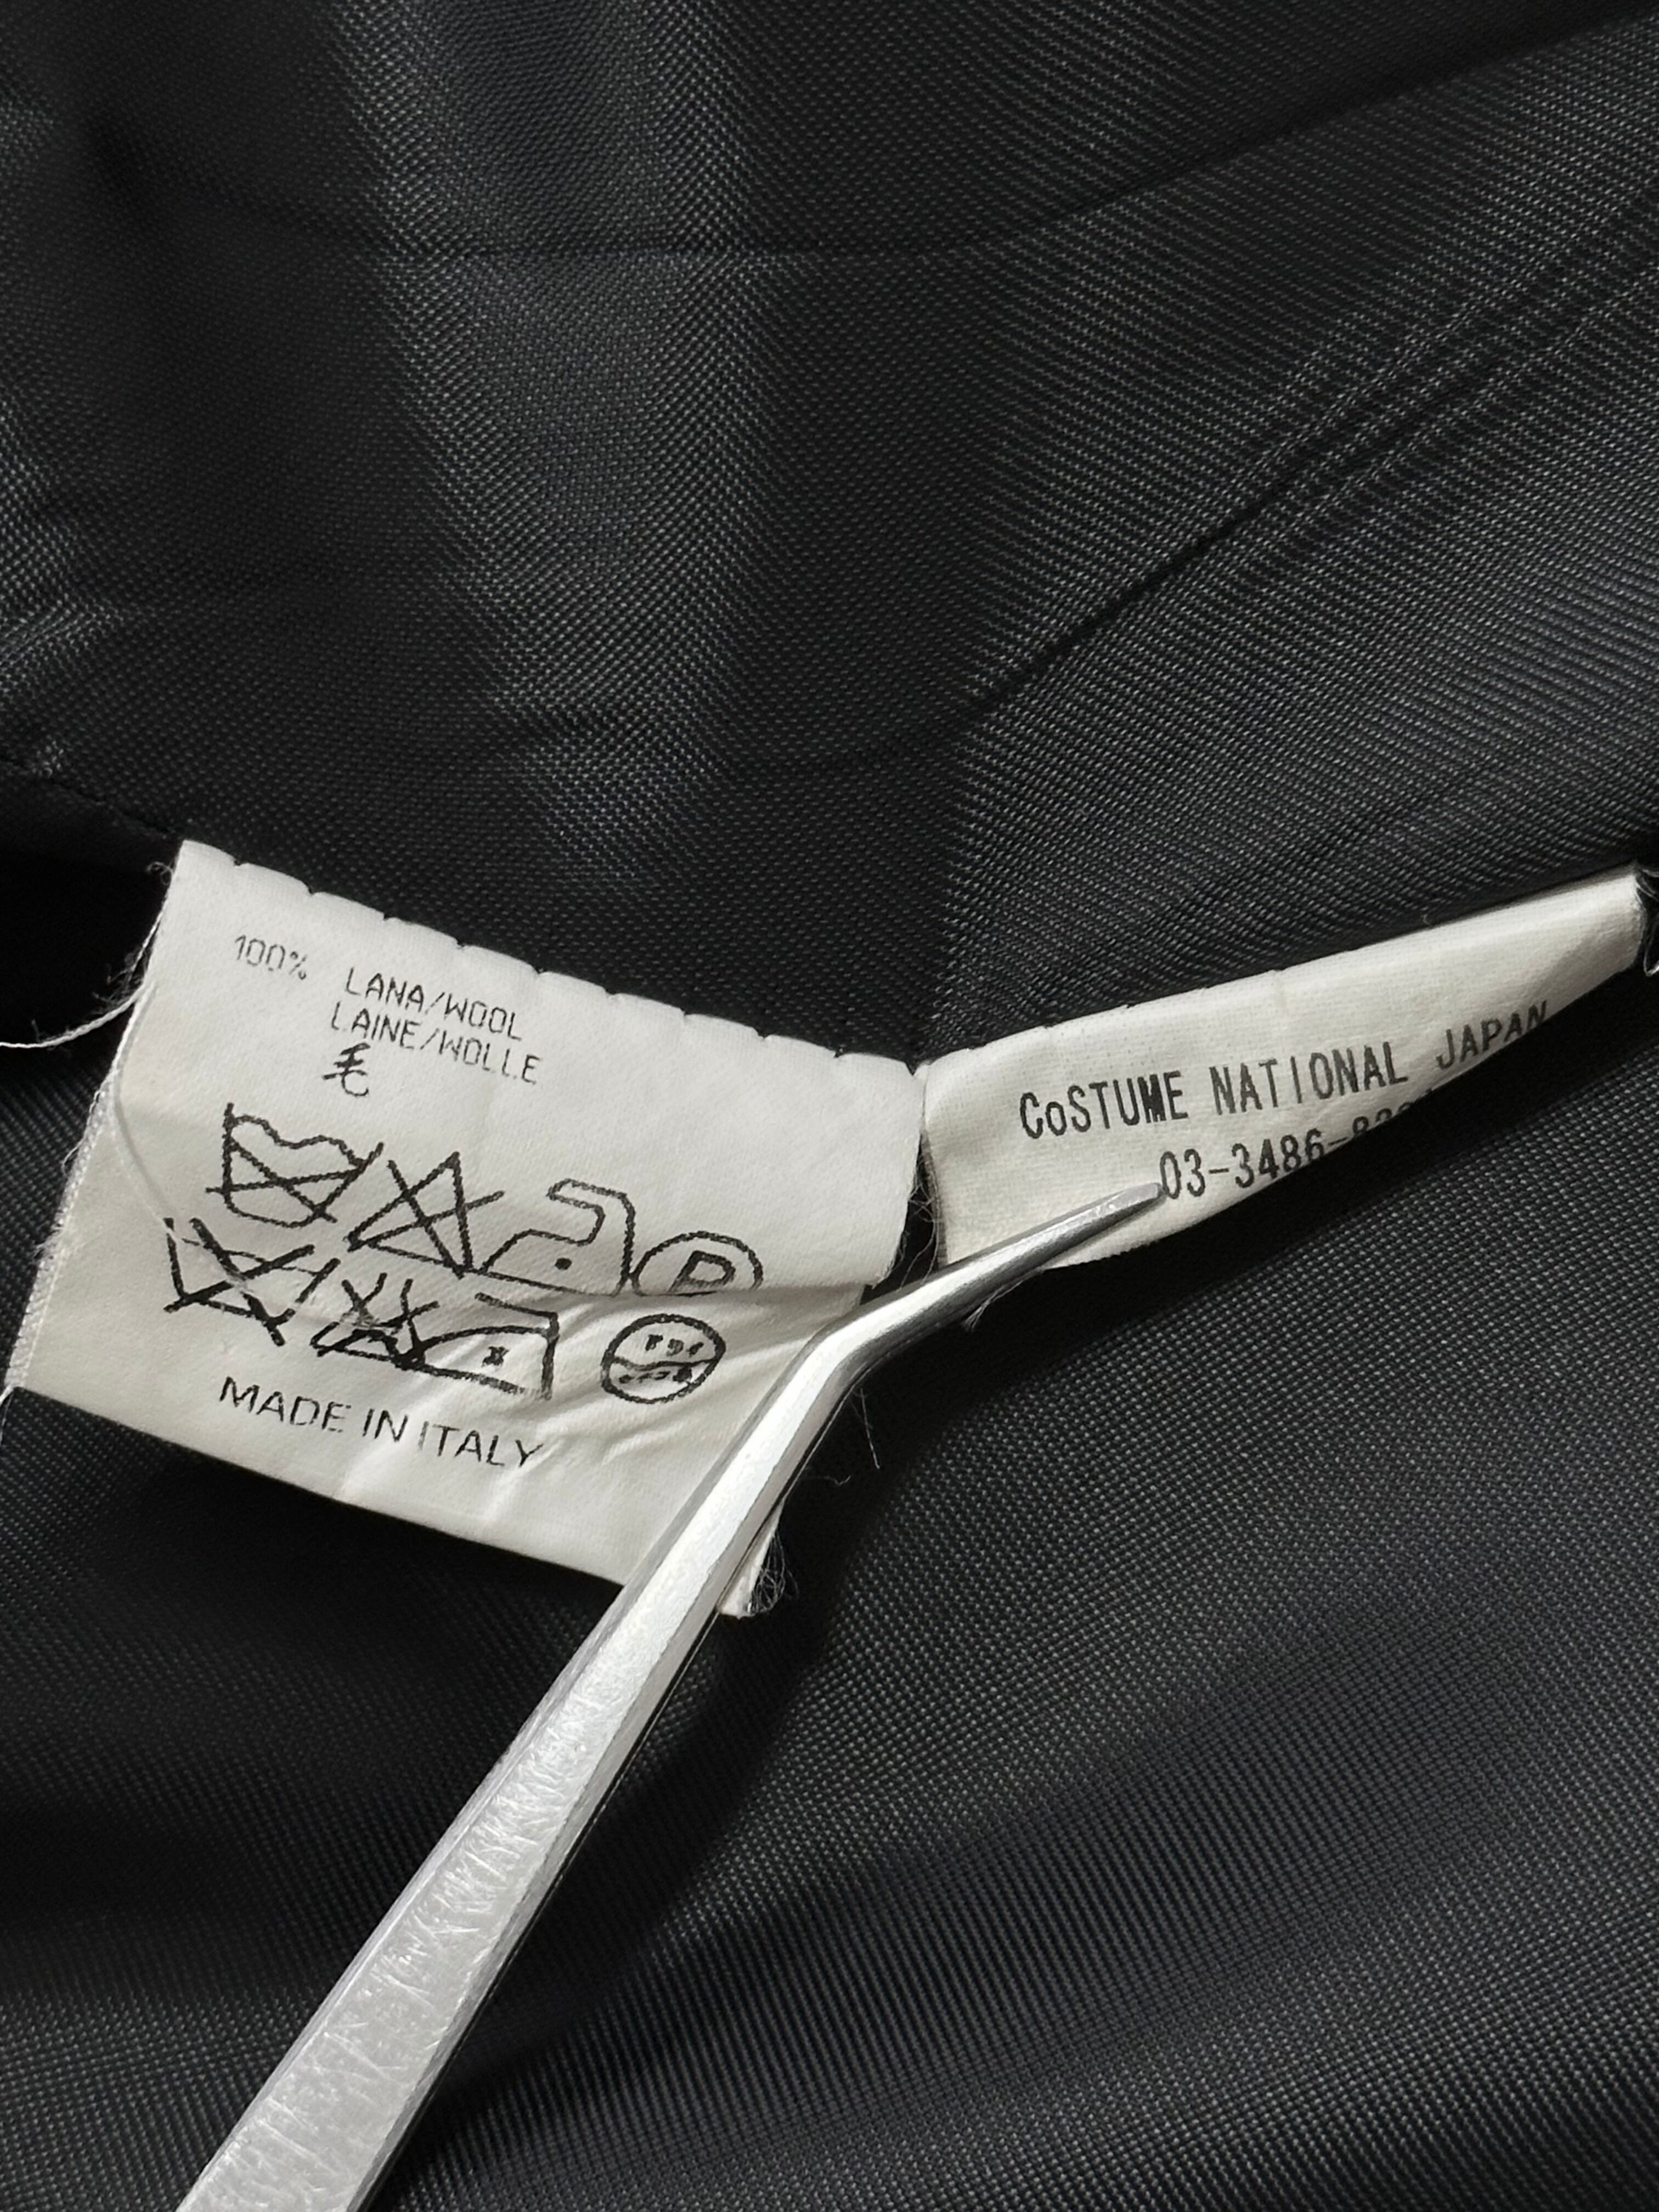 100% LANA/WOOL
LAINE/WOLLE
毛
P
MADE IN ITALY
CoSTUME NATIONAL JAPAN
03-3486-